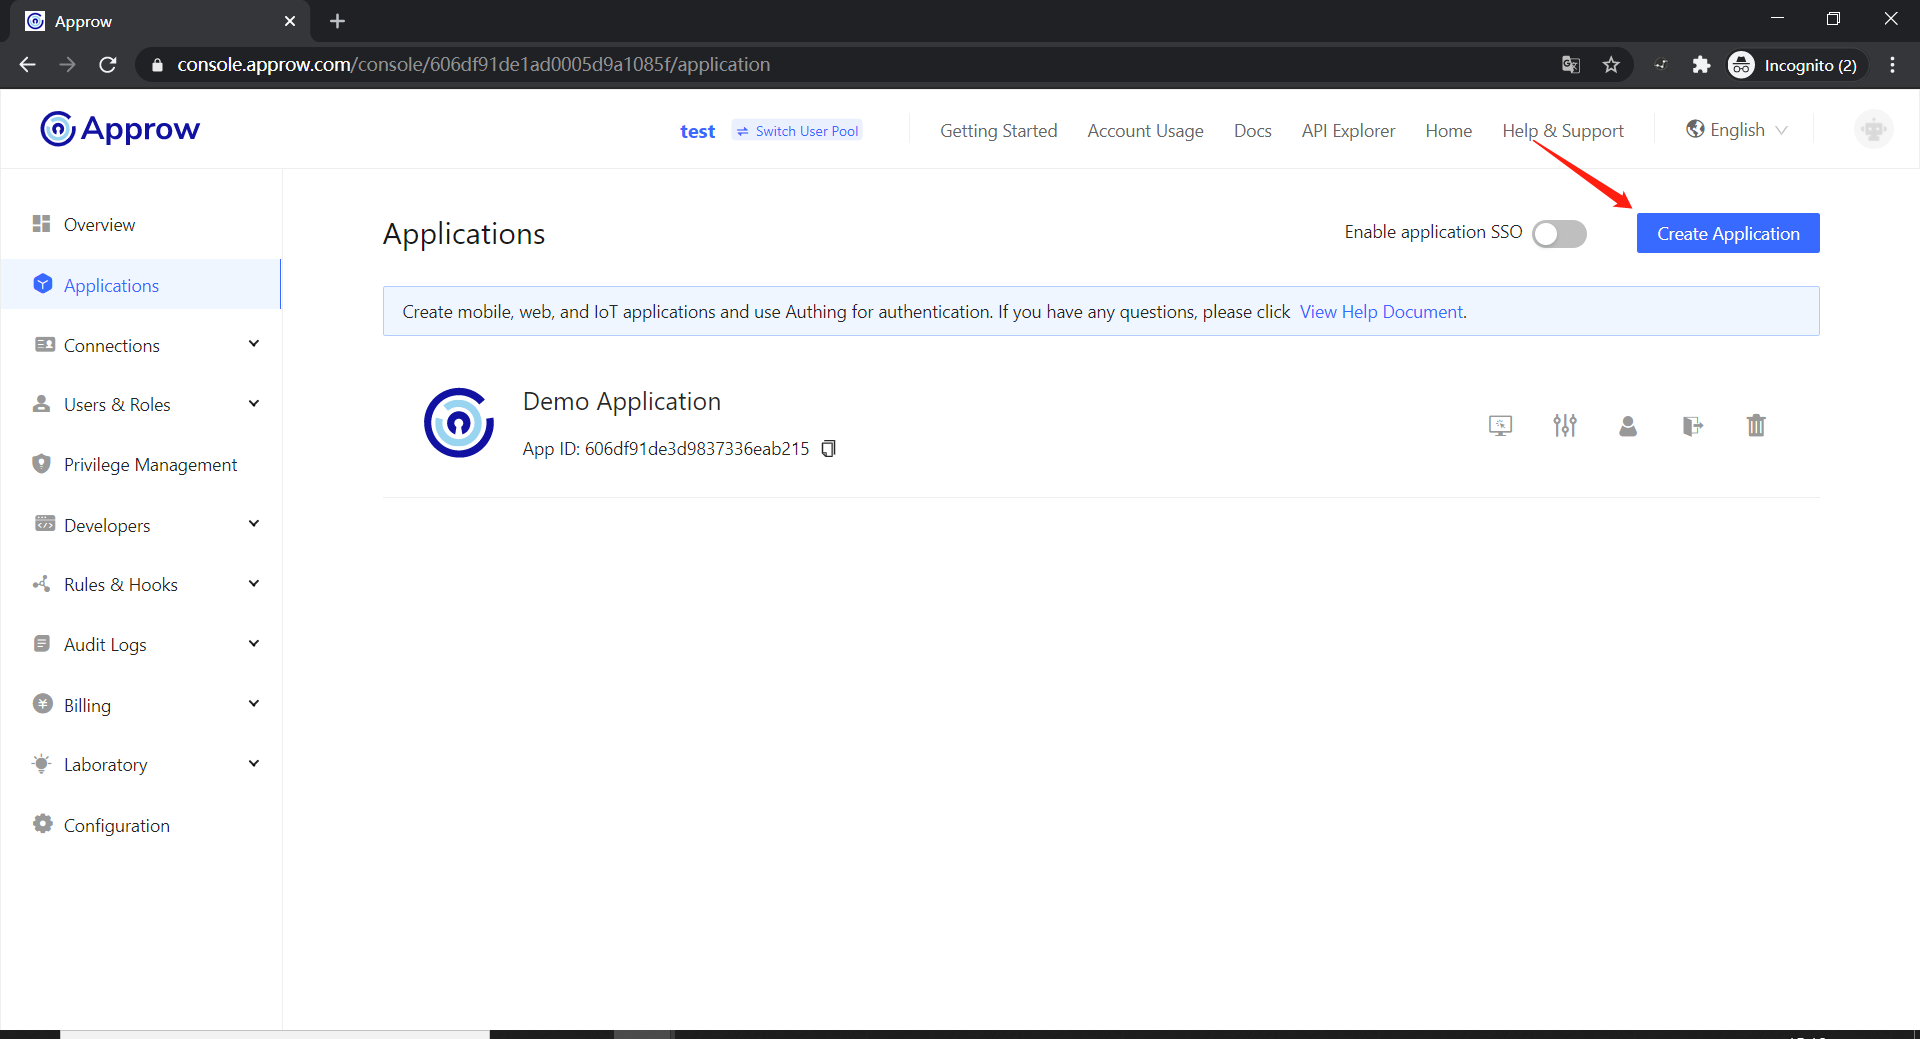 Approw
console.approw.com/console/606df91de1ad0005d9a1085f/application
Incognito (2)
Approw
test
Switch User Pool
Getting Started
Account Usage
Docs
API Explorer
Home
Help & Support
English
Overview
Applications
Connections
Users & Roles
Privilege Management
Developers
Rules & Hooks
Audit Logs
Billing
Laboratory
Configuration
Applications
Enable application SSO
Create Application
Create mobile, web, and IoT applications and use Authing for authentication. If you have any questions, please click View Help Document.
Demo Application
App ID: 606df91de3d9837336eab215